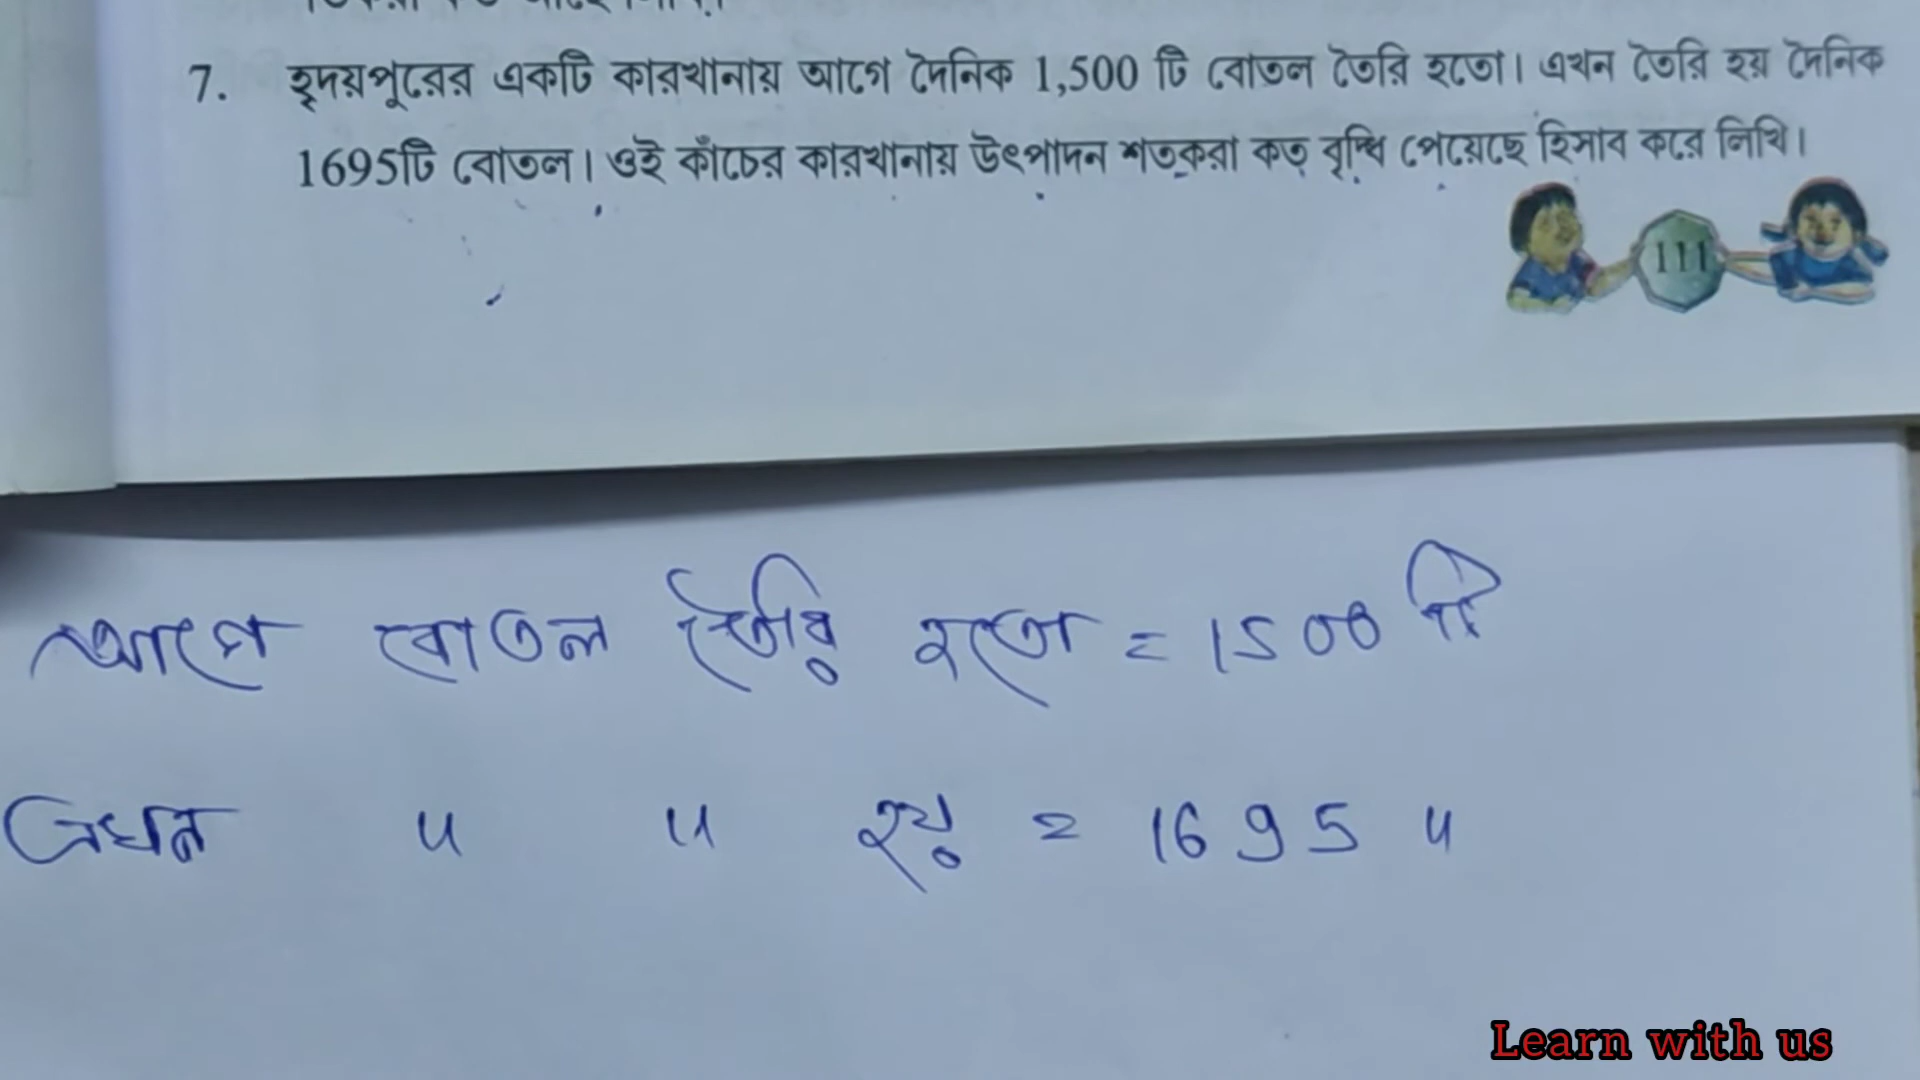 7. হৃদয়পুরের একটি কারখানায় আগে দৈনিক 1,500 টি বোতল তৈরি হতো। এখন তৈরি হয় দৈনিক
1695টি বোতল। ওই কাঁচের কারখানায় উৎপাদন শতকরা কত বৃদ্ধি পেয়েছে হিসাব করে লিখি।
111
আগে বোতল তৈরি হতো = 1500 টি
এখন " " হয় = 1695 "
Learn with us